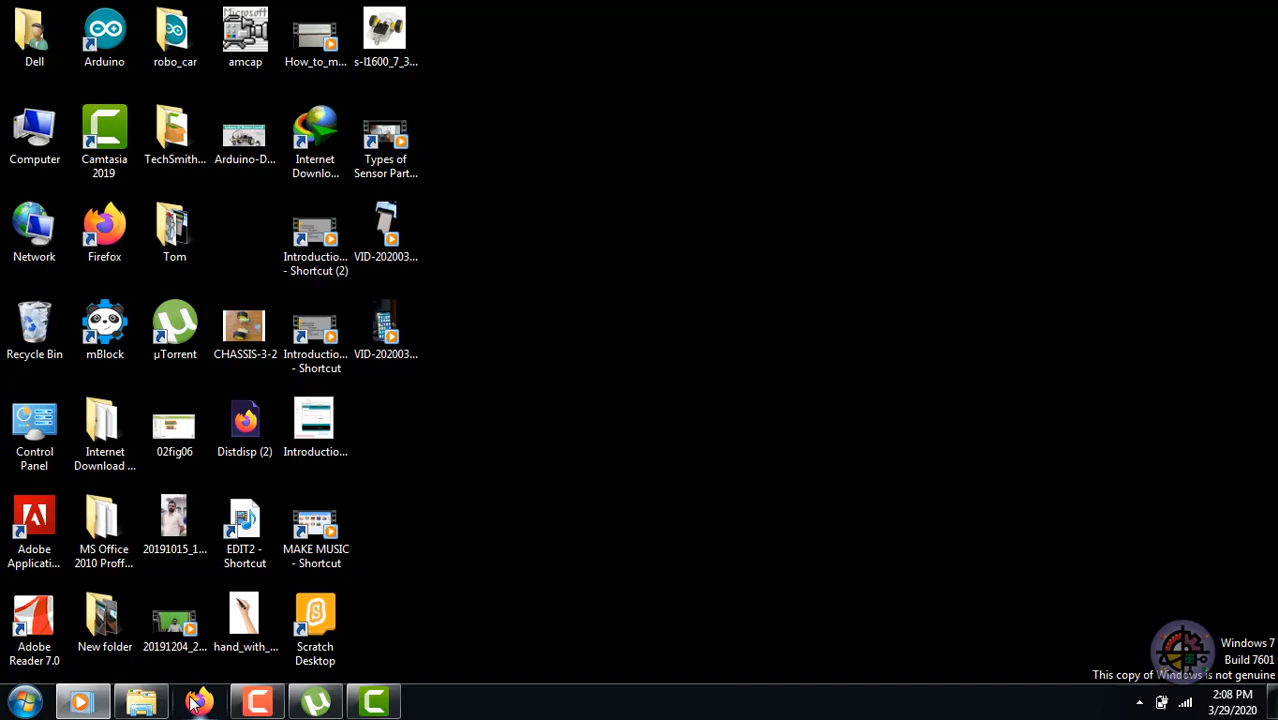 Dell
Arduino
robo_car
Microsoft
amcap
How_to_m...
s-l1600_7_3...
Computer
Camtasia
2019
TechSmith...
Arduino-D...
Internet
Downlo...
Types of
Sensor Part...
Network
Firefox
Tom
Introductio...
- Shortcut (2)
VID-202003...
Recycle Bin
mBlock
µTorrent
CHASSIS-3-2
Introductio...
- Shortcut
VID-202003...
Control
Panel
Internet
Download ...
02fig06
Distdisp (2)
Introductio...
Adobe
Applicati...
MS Office
2010 Proff...
20191015_1...
EDIT2 -
Shortcut
MAKE MUSIC
- Shortcut
Adobe
Reader 7.0
New folder
20191204_2...
hand_with_...
Scratch
Desktop
Windows 7
Build 7601
This copy of Windows is not genuine
2:08 PM
3/29/2020